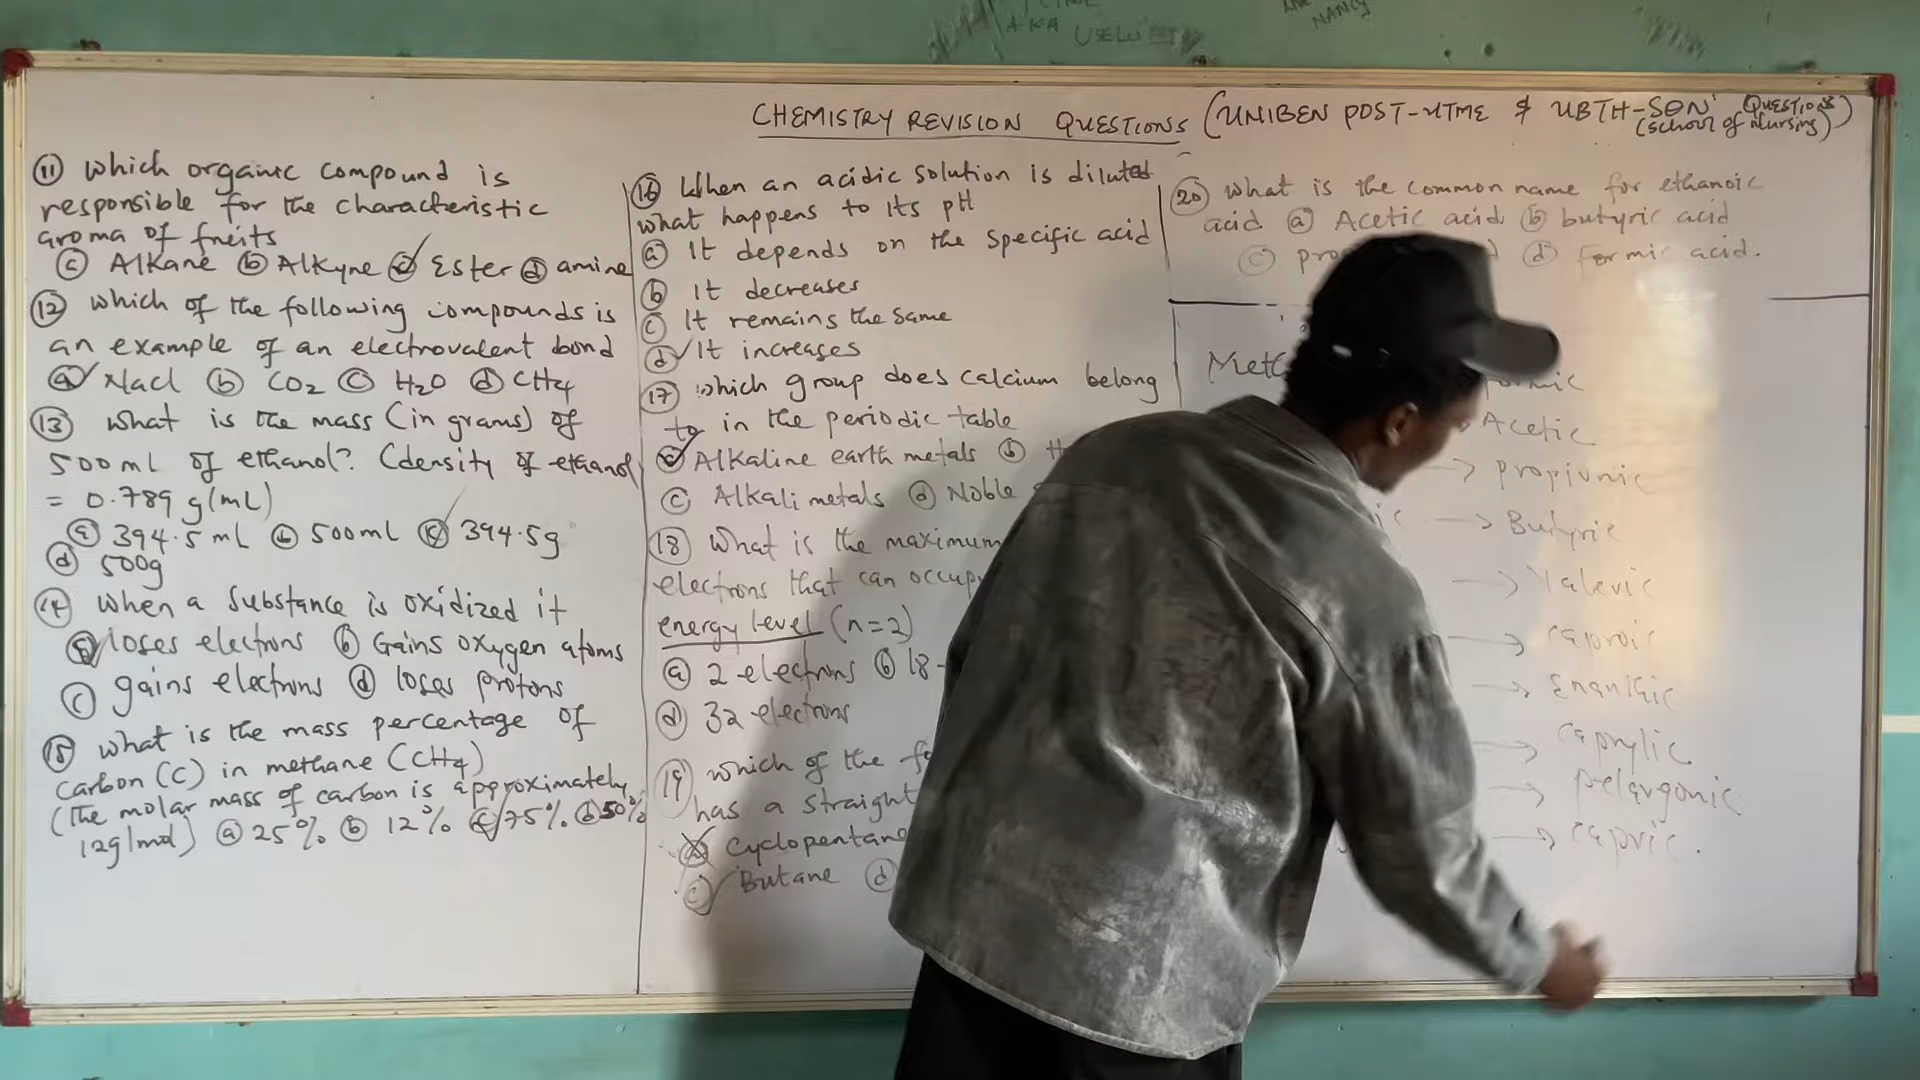 AKA USELU
NANCY
CHEMISTRY REVISION QUESTIONS (UNIBEN POST-UTME & UBTH-SON QUESTIONS)
(School of Nursing)
(11) Which organic compound is
responsible for the characteristic
aroma of fruits
(c) Alkane (b) Alkyne (c) Ester (d) amine
(12) which of the following compounds is
an example of an electrovalent bond
(a) Nacl (b) CO2 (c) H2O (d) CH4
(13) what is the mass (in grams) of
500ml of ethanol? (density of ethanol
= 0.789 g/mL)
(a) 394.5 mL (b) 500ml (c) 394.5g
(d) 500g
(14) when a substance is oxidized it
(a) loses electrons (b) Gains oxygen atoms
(c) gains electrons (d) loses protons
(15) what is the mass percentage of
carbon (C) in methane (CH4)
(The molar mass of carbon is approximately
12g/mol) (a) 25% (b) 12% (c) 75% (d) 50%
(16) When an acidic solution is diluted
what happens to its pH
(a) It depends on the specific acid
(b) It decreases
(c) It remains the same
(d) It increases
(17) which group does calcium belong
to in the periodic table
(a) Alkaline earth metals (b) H
(c) Alkali metals (d) Noble
(18) What is the maximum
electrons that can occupy
energy level (n=2)
(a) 2 electrons (b) 18-
(d) 32 electrons
(19) which of the f
has a straight
(a) Cyclopentane
(c) Butane (d)
(20) what is the common name for ethanoic
acid (a) Acetic acid (b) butyric acid
(c) pro (d) formic acid.
Meth
Acetic
→ propionic
ic → Butyric
→ Valeric
→ caproic
→ Enanthic
→ caprylic
→ pelargonic
→ capric.